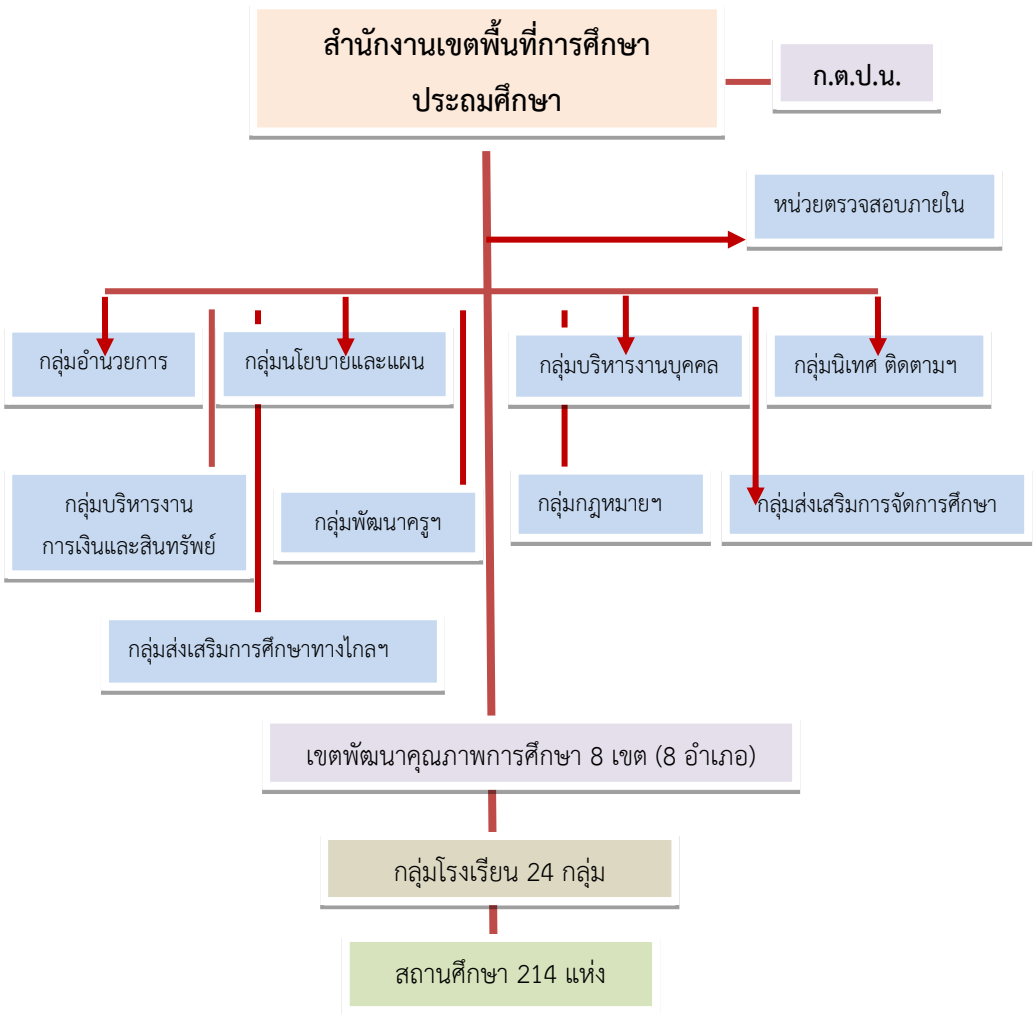 สำนักงานเขตพื้นที่การศึกษา
ประถมศึกษา
ก.ต.ป.น.
หน่วยตรวจสอบภายใน
กลุ่มอำนวยการ
กลุ่มนโยบายและแผน
กลุ่มบริหารงานบุคคล
กลุ่มนิเทศ ติดตามฯ
กลุ่มบริหารงาน
การเงินและสินทรัพย์
กลุ่มพัฒนาครูฯ
กลุ่มกฎหมายฯ
กลุ่มส่งเสริมการจัดการศึกษา
กลุ่มส่งเสริมการศึกษาทางไกลฯ
เขตพัฒนาคุณภาพการศึกษา 8 เขต (8 อำเภอ)
กลุ่มโรงเรียน 24 กลุ่ม
สถานศึกษา 214 แห่ง